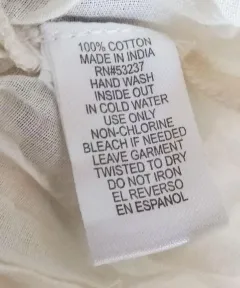 100% COTTON
MADE IN INDIA
RN#53237
HAND WASH
INSIDE OUT
IN COLD WATER
USE ONLY
NON-CHLORINE
BLEACH IF NEEDED
LEAVE GARMENT
TWISTED TO DRY
DO NOT IRON
EL REVERSO
EN ESPANOL